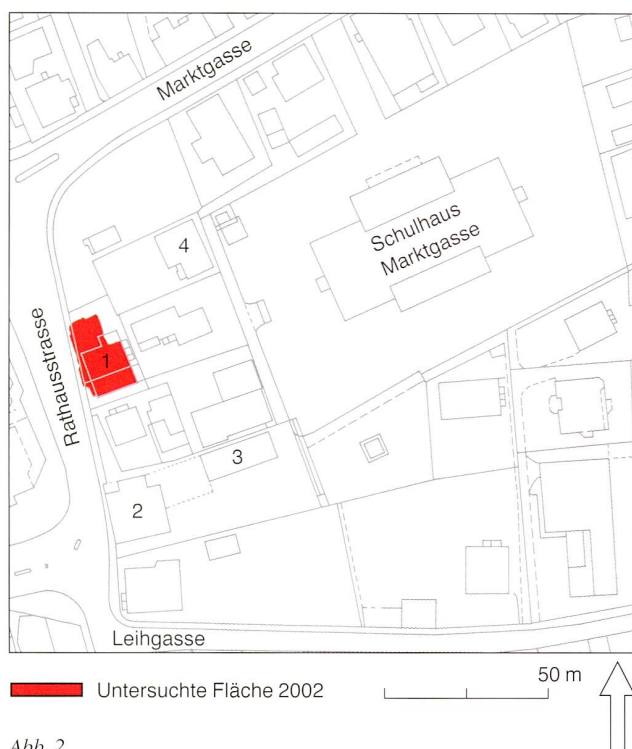 Marktgasse
4
Schulhaus
Marktgasse
Rathausstrasse
1
3
2
Leihgasse
Untersuchte Fläche 2002
50 m
Abb. 2